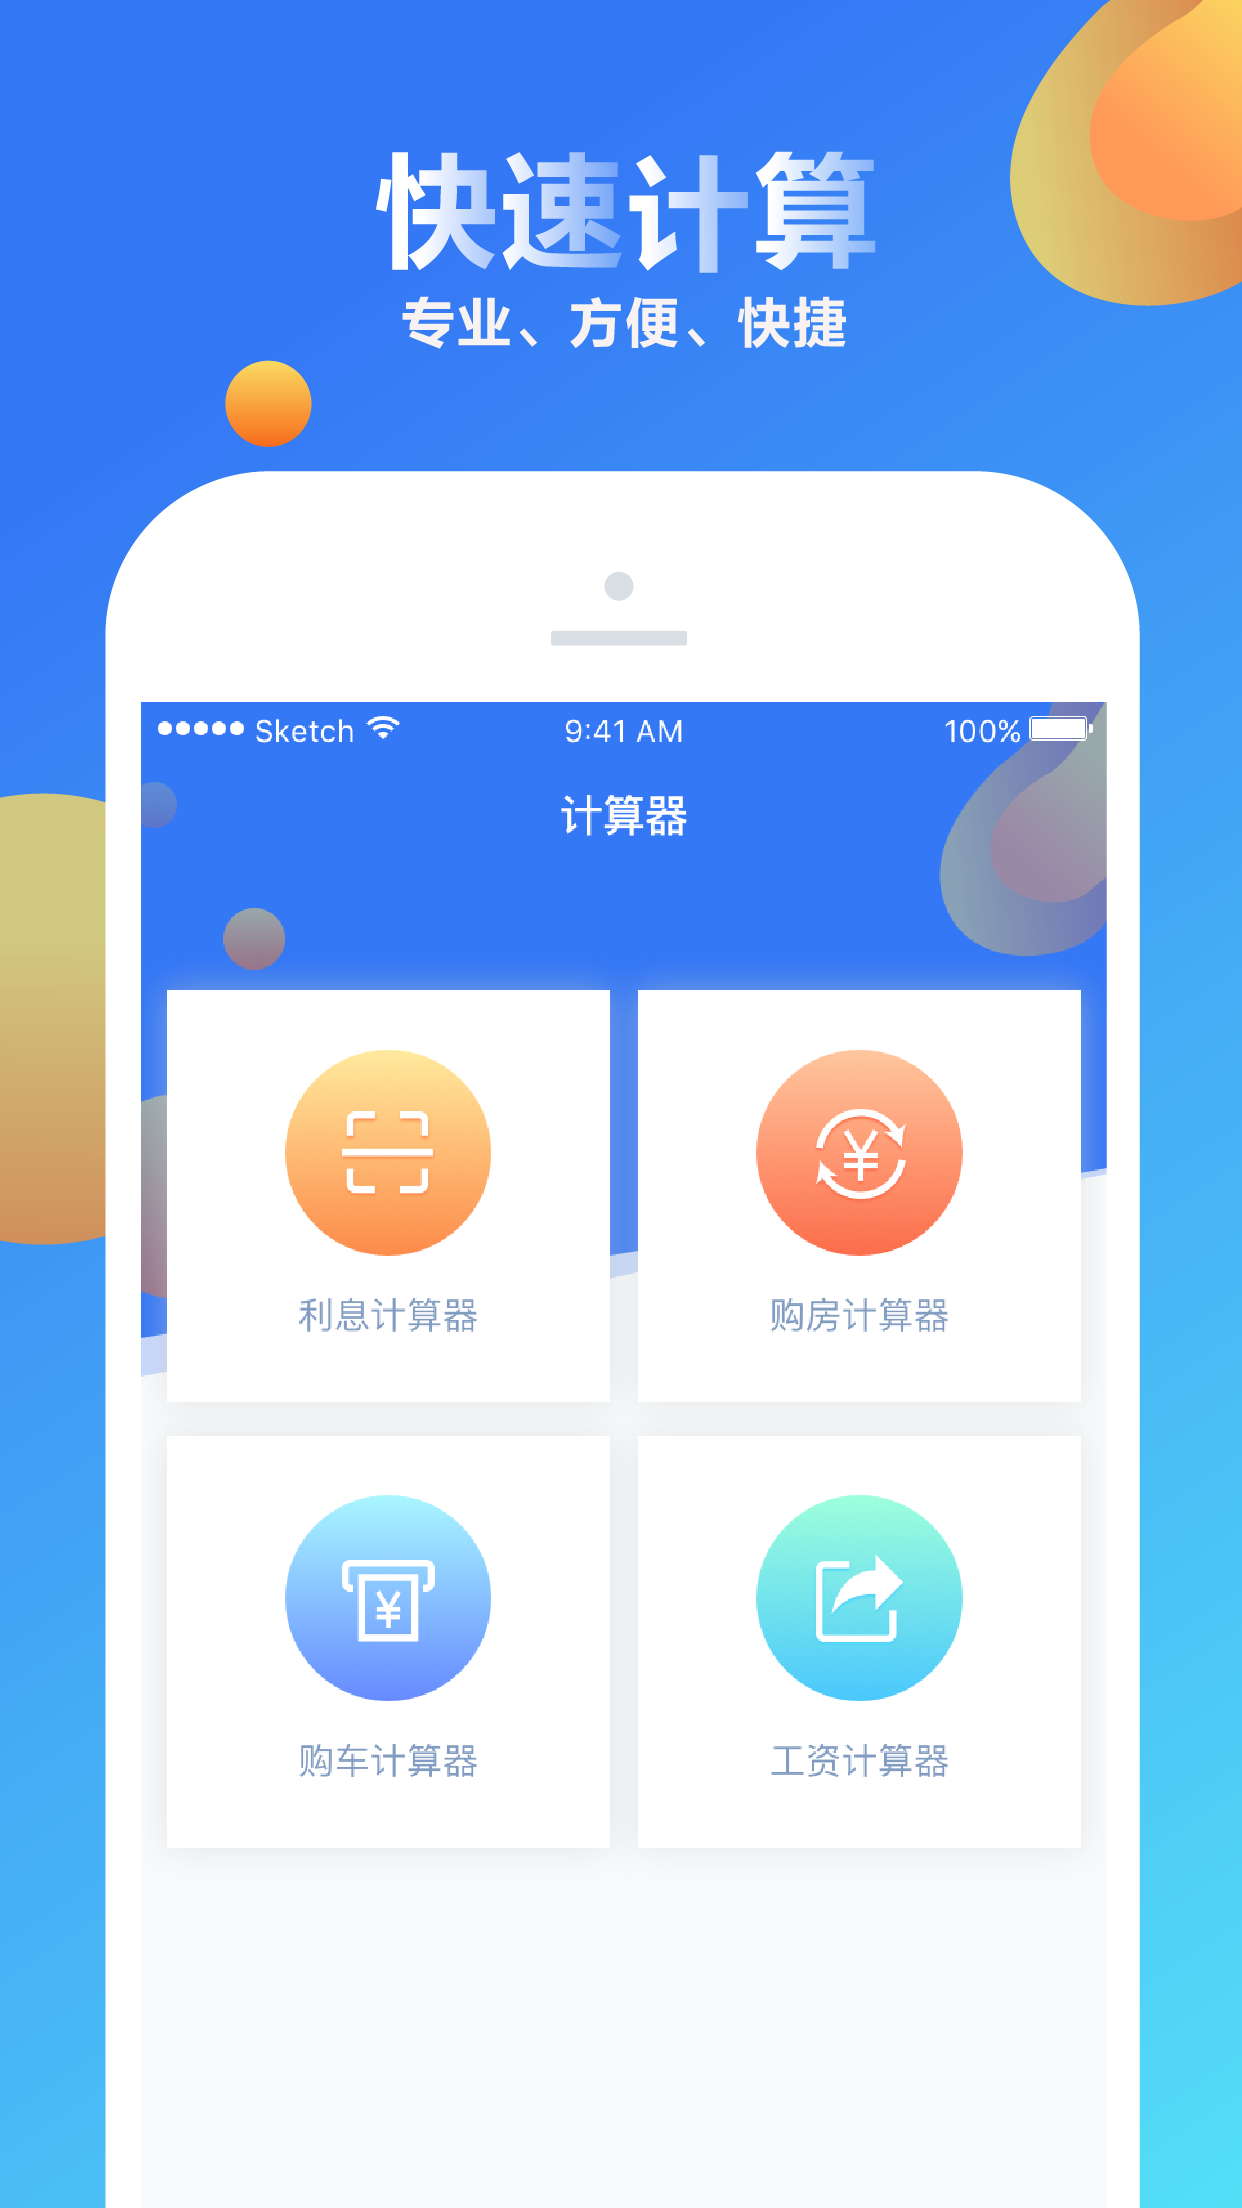 快速计算
专业、方便、快捷
Sketch 9:41 AM 100%
计算器
利息计算器 购房计算器
购车计算器 工资计算器